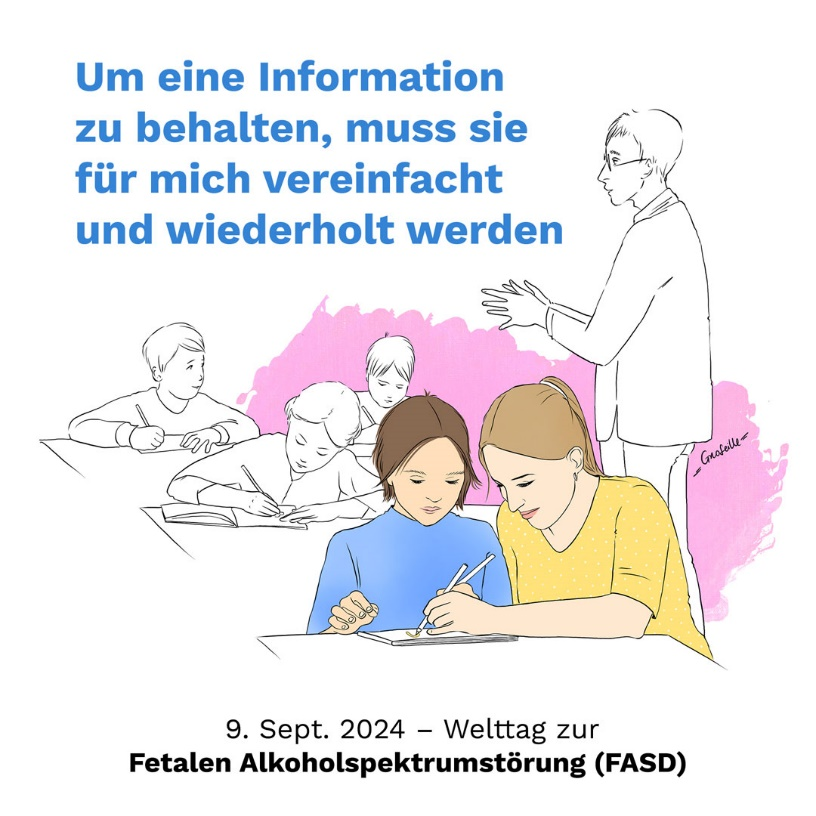 Um eine Information
zu behalten, muss sie
für mich vereinfacht
und wiederholt werden
9. Sept. 2024 – Welttag zur
Fetalen Alkoholspektrumstörung (FASD)